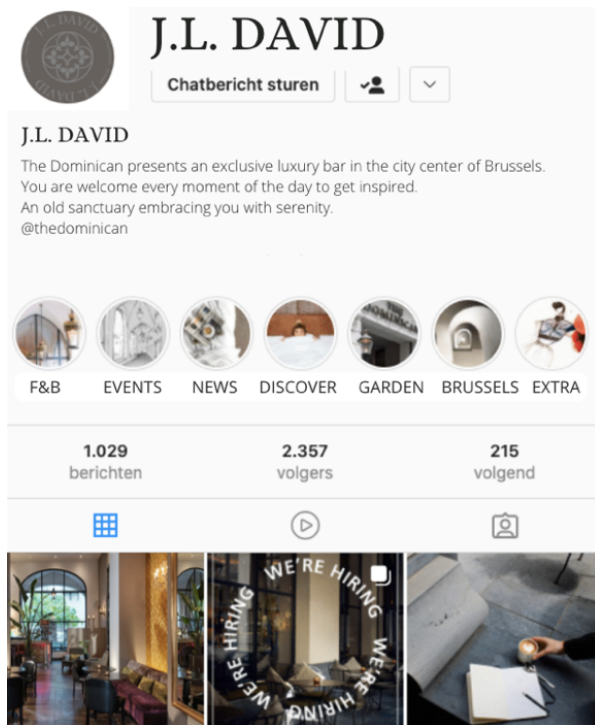 J.L. DAVID
J.L. DAVID
J.L. DAVID
Chatbericht sturen
J.L. DAVID
The Dominican presents an exclusive luxury bar in the city center of Brussels.
You are welcome every moment of the day to get inspired.
An old sanctuary embracing you with serenity.
@thedominican
DOMINICAN
F&B EVENTS NEWS DISCOVER GARDEN BRUSSELS EXTRA
1.029 2.357 215
berichten volgers volgend
WE'RE HIRING WE'RE HIRING WE'RE HIRING